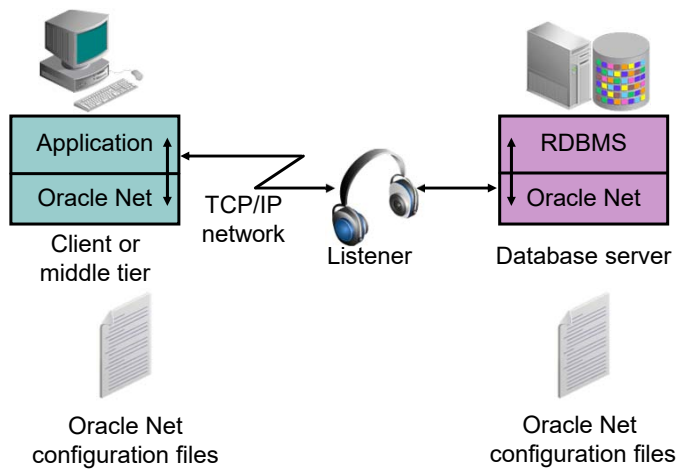 Application
Oracle Net
Client or
middle tier
TCP/IP
network
Listener
RDBMS
Oracle Net
Database server
Oracle Net
configuration files
Oracle Net
configuration files